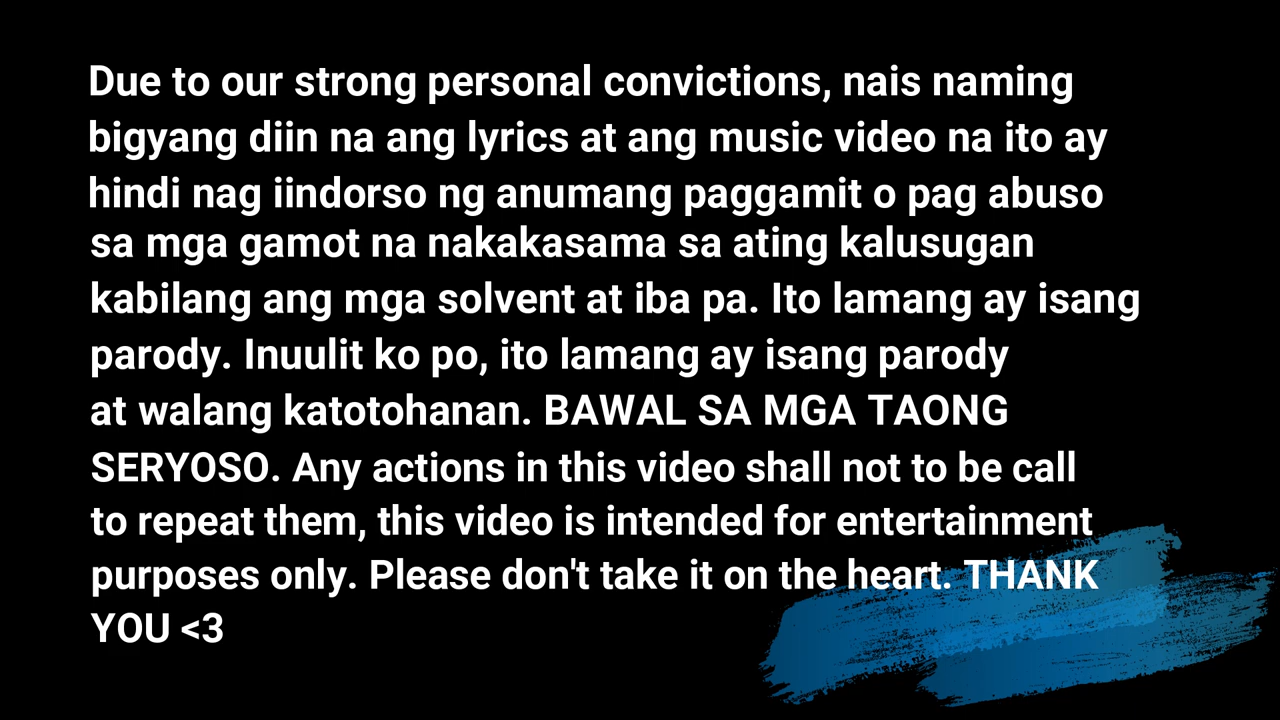 Due to our strong personal convictions, nais naming
bigyang diin na ang lyrics at ang music video na ito ay
hindi nag iindorso ng anumang paggamit o pag abuso
sa mga gamot na nakakasama sa ating kalusugan
kabilang ang mga solvent at iba pa. Ito lamang ay isang
parody. Inuulit ko po, ito lamang ay isang parody
at walang katotohanan. BAWAL SA MGA TAONG
SERYOSO. Any actions in this video shall not to be call
to repeat them, this video is intended for entertainment
purposes only. Please don't take it on the heart. THANK
YOU <3